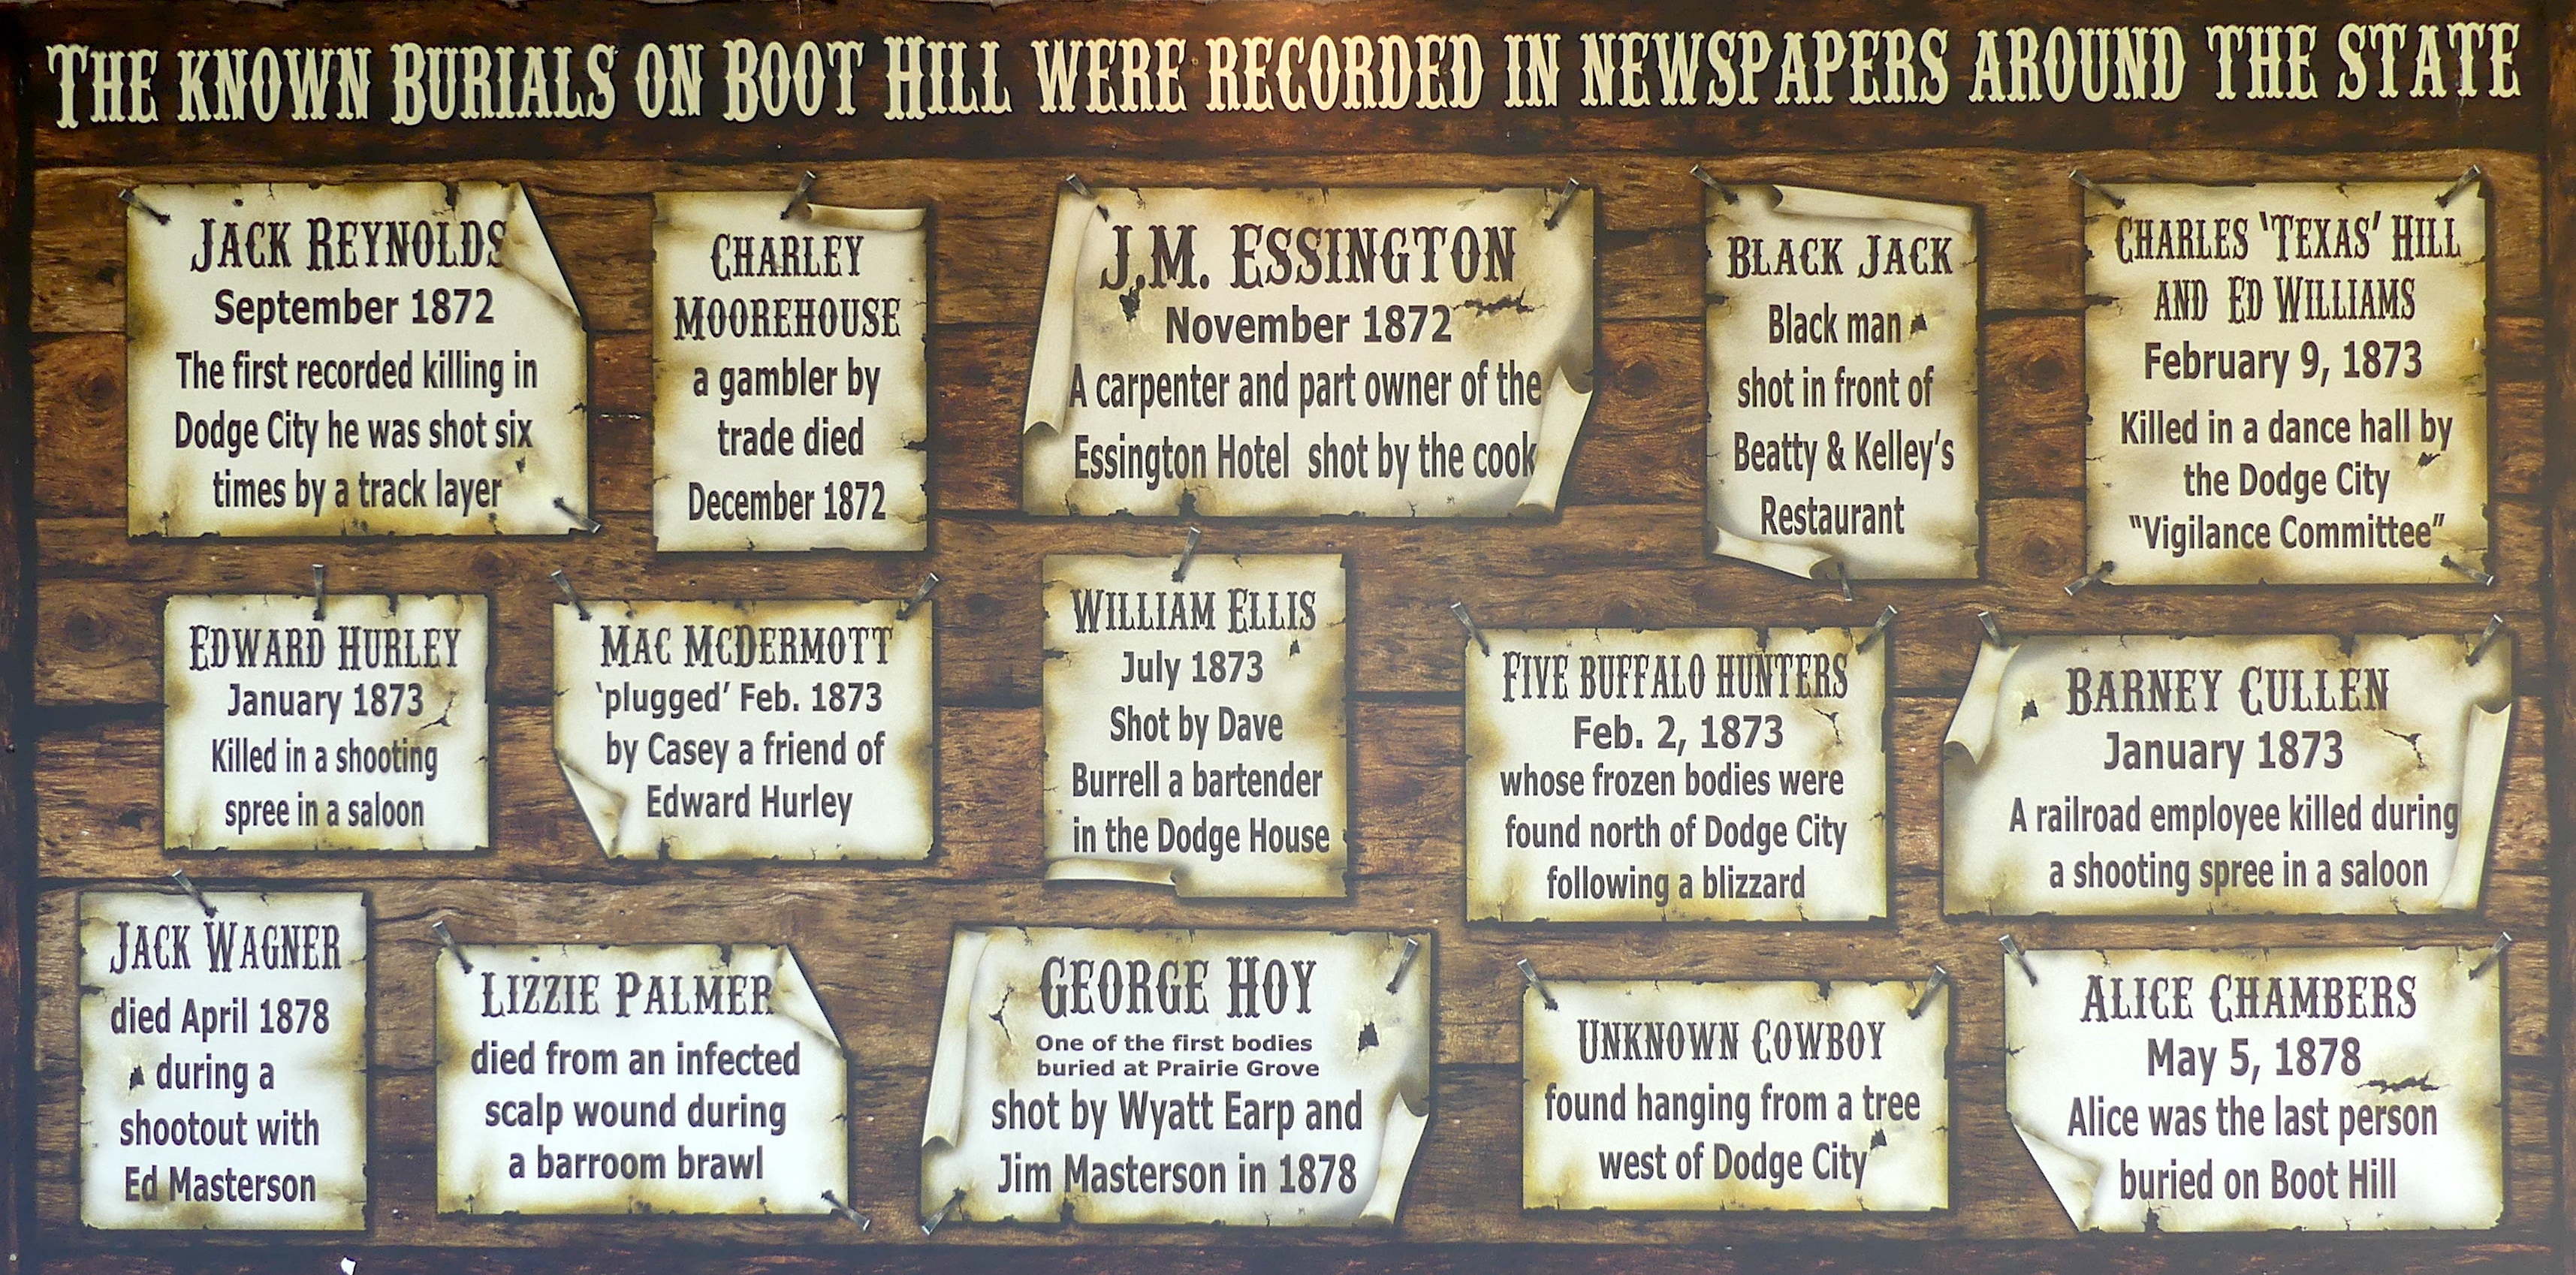 THE KNOWN BURIALS ON BOOT HILL WERE RECORDED IN NEWSPAPERS AROUND THE STATE
JACK REYNOLDS
September 1872
The first recorded killing in
Dodge City he was shot six
times by a track layer
CHARLEY
MOOREHOUSE
a gambler by
trade died
December 1872
J.M. ESSINGTON
November 1872
A carpenter and part owner of the
Essington Hotel shot by the cook
BLACK JACK
Black man
shot in front of
Beatty & Kelley's
Restaurant
CHARLES 'TEXAS' HILL
AND ED WILLIAMS
February 9, 1873
Killed in a dance hall by
the Dodge City
"Vigilance Committee"
EDWARD HURLEY
January 1873
Killed in a shooting
spree in a saloon
MAC MCDERMOTT
'plugged' Feb. 1873
by Casey a friend of
Edward Hurley
WILLIAM ELLIS
July 1873
Shot by Dave
Burrell a bartender
in the Dodge House
FIVE BUFFALO HUNTERS
Feb. 2, 1873
whose frozen bodies were
found north of Dodge City
following a blizzard
BARNEY CULLEN
January 1873
A railroad employee killed during
a shooting spree in a saloon
JACK WAGNER
died April 1878
during a
shootout with
Ed Masterson
LIZZIE PALMER
died from an infected
scalp wound during
a barroom brawl
GEORGE HOY
One of the first bodies
buried at Prairie Grove
shot by Wyatt Earp and
Jim Masterson in 1878
UNKNOWN COWBOY
found hanging from a tree
west of Dodge City
ALICE CHAMBERS
May 5, 1878
Alice was the last person
buried on Boot Hill